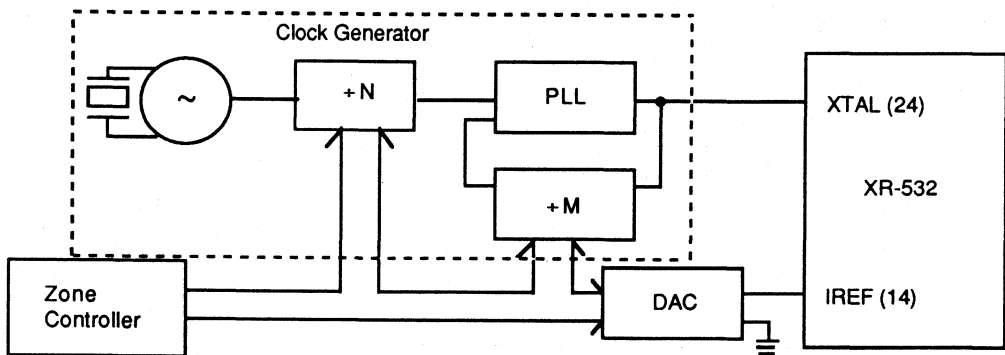 Clock Generator
~
÷N
PLL
XTAL (24)
XR-532
÷M
Zone
Controller
DAC
IREF (14)